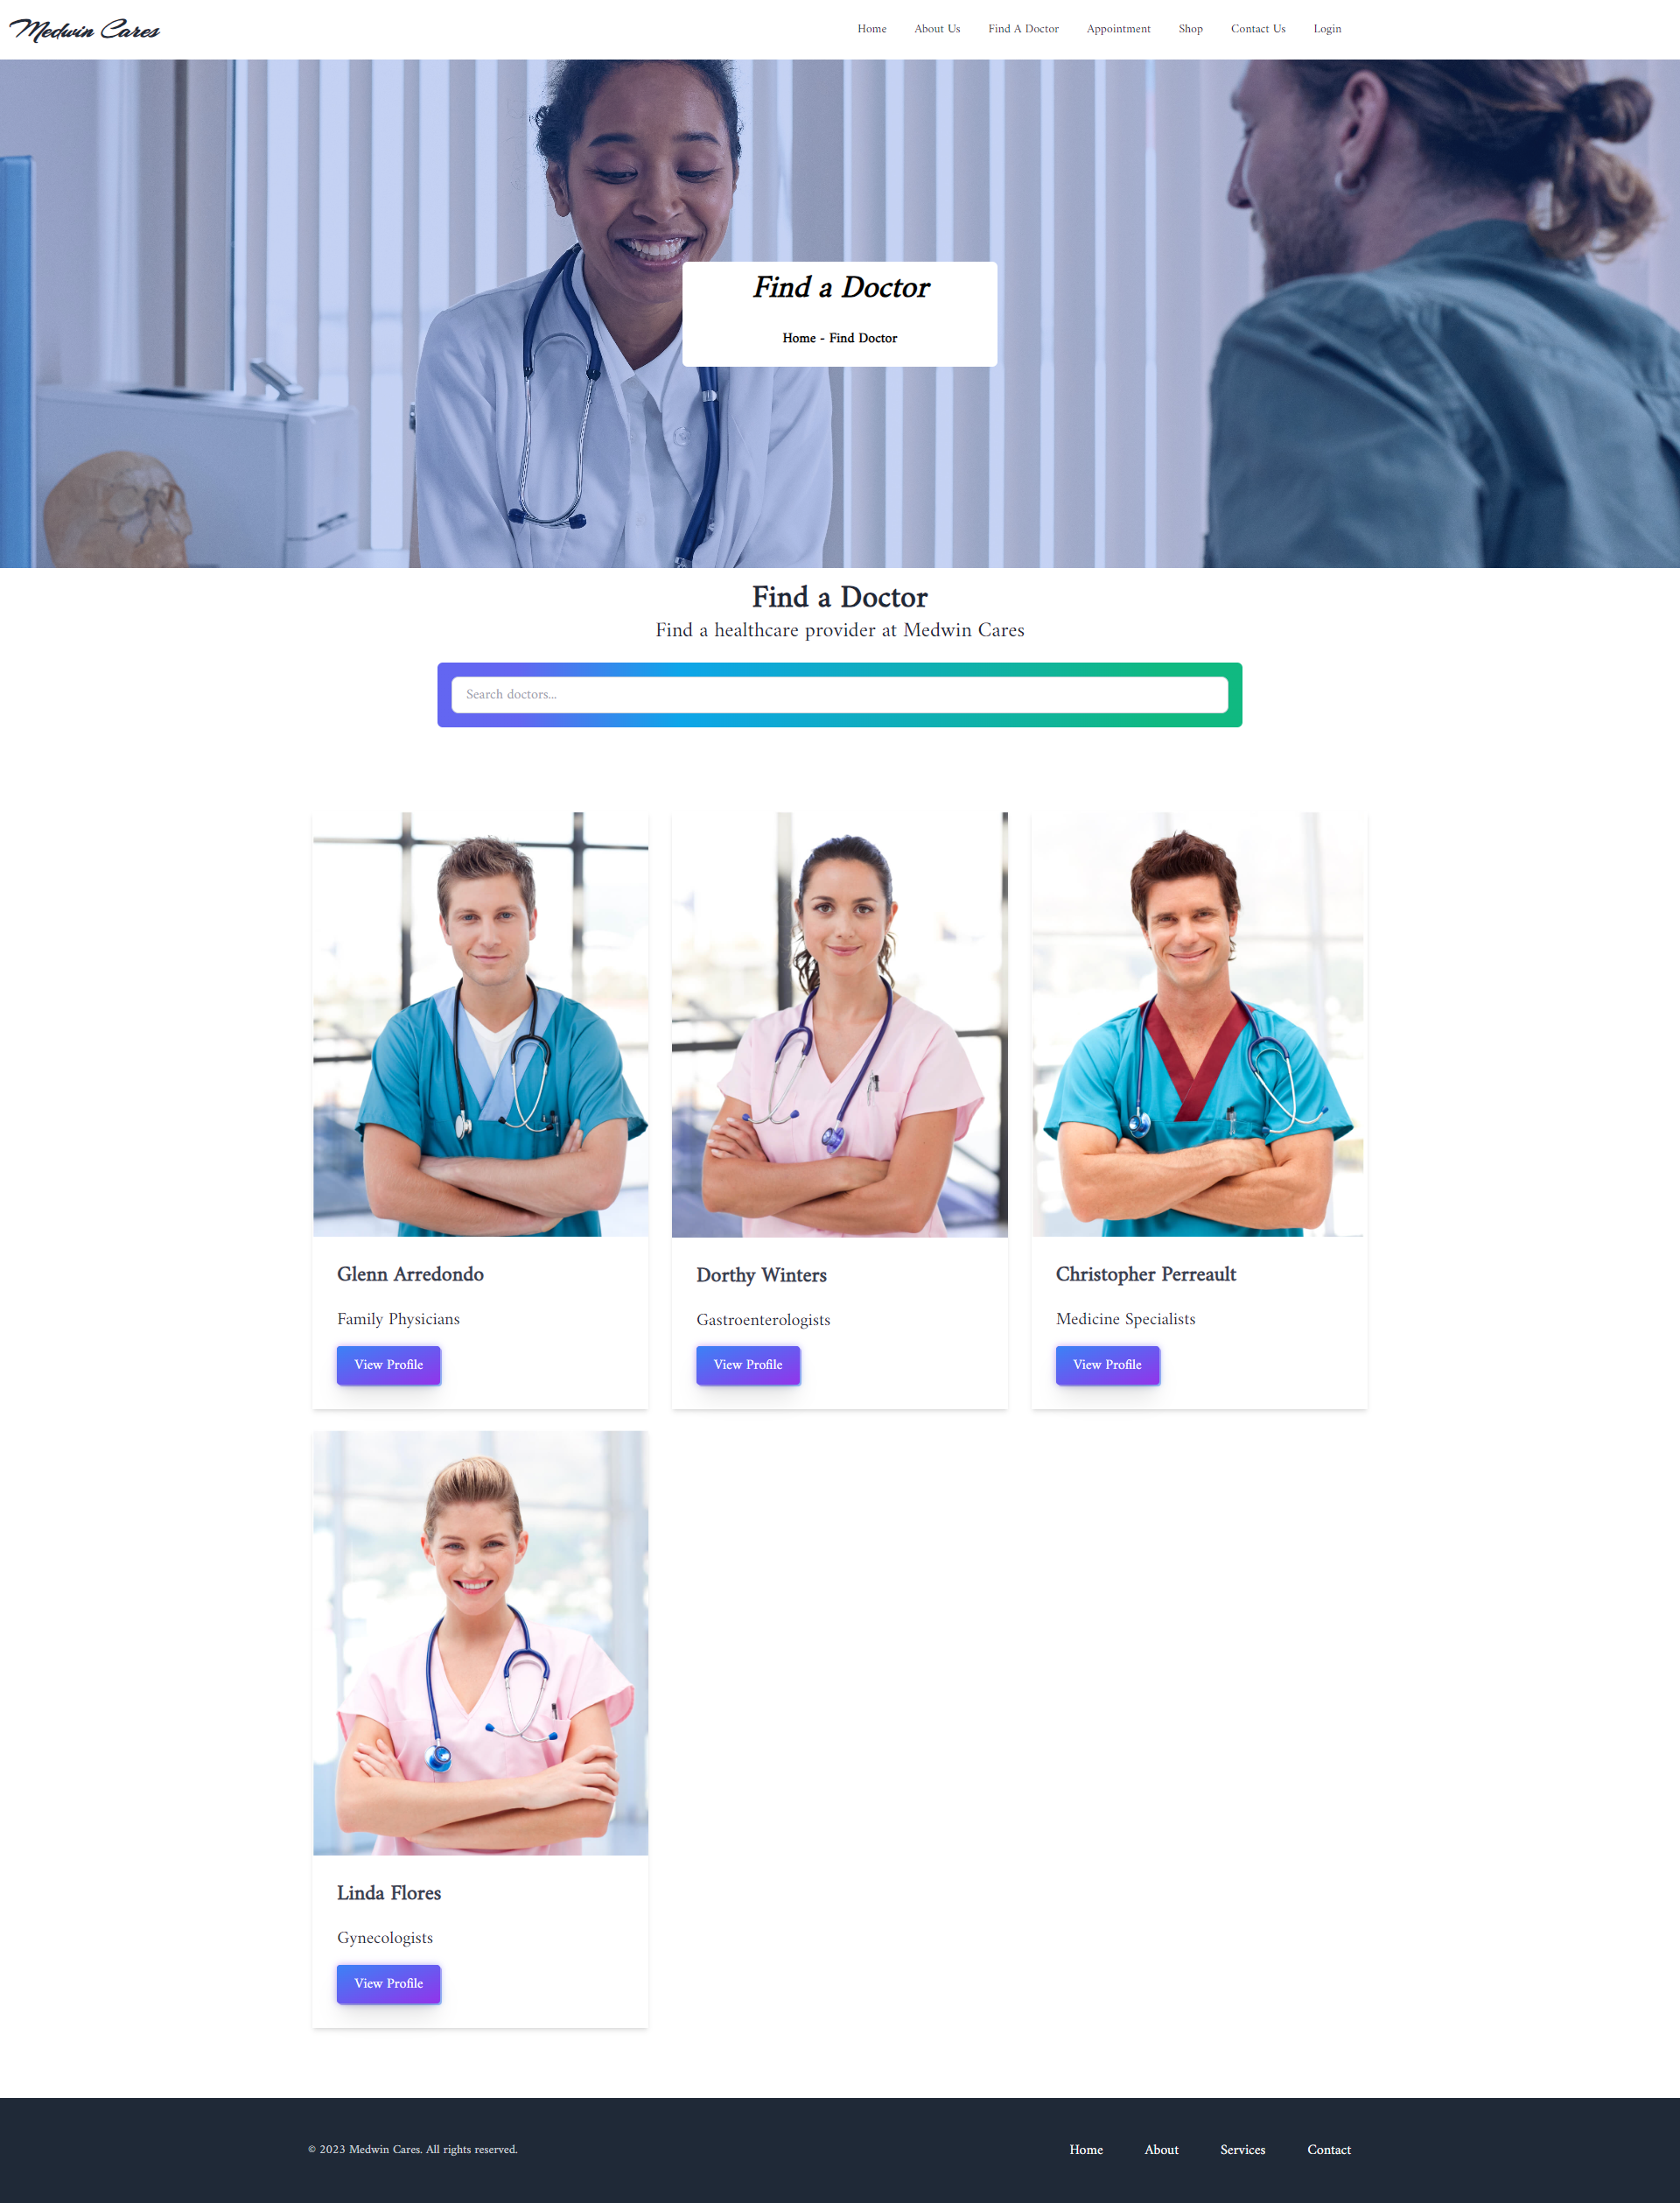 Medwin Cares
Home About Us Find A Doctor Appointment Shop Contact Us Login
Find a Doctor
Home - Find Doctor
Find a Doctor
Find a healthcare provider at Medwin Cares
Search doctors...
Glenn Arredondo
Family Physicians
View Profile
Dorthy Winters
Gastroenterologists
View Profile
Christopher Perreault
Medicine Specialists
View Profile
Linda Flores
Gynecologists
View Profile
© 2023 Medwin Cares. All rights reserved.
Home About Services Contact